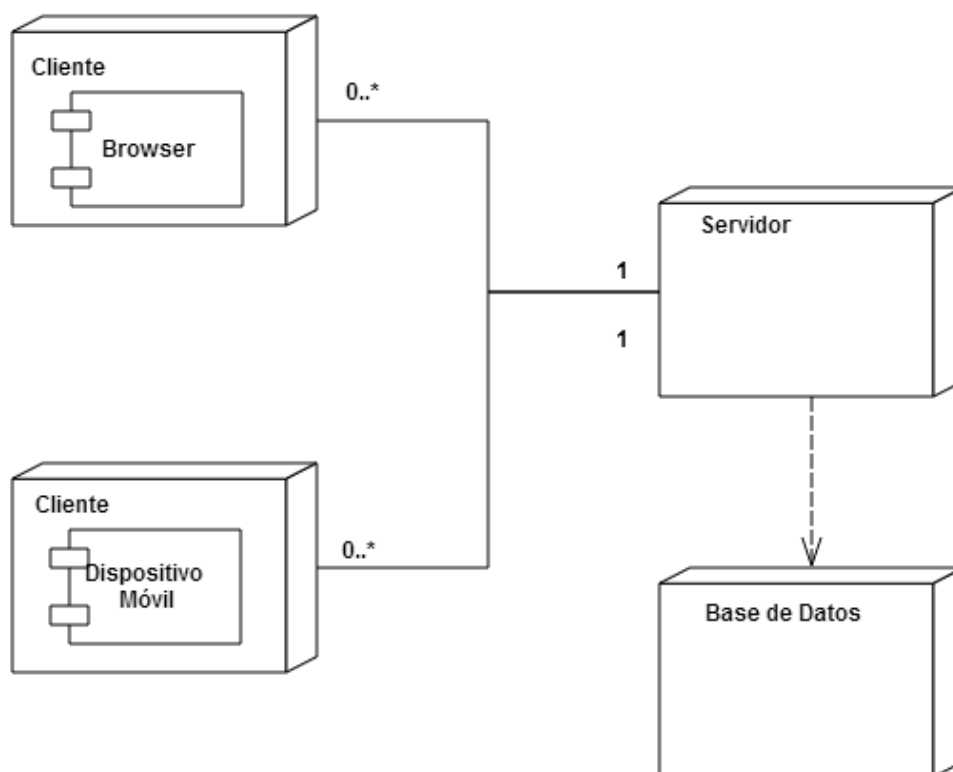 Cliente
0..*
Browser
Servidor
1
1
Cliente
0..*
Dispositivo
Móvil
Base de Datos